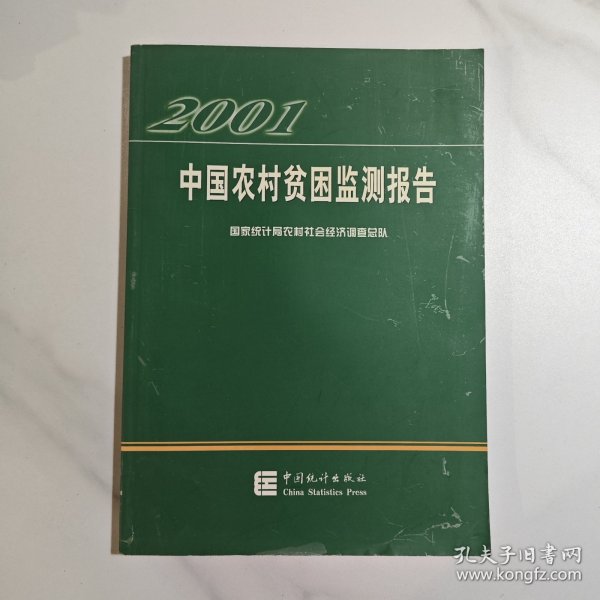 2001
中国农村贫困监测报告
国家统计局农村社会经济调查总队
中国统计出版社
China Statistics Press
孔夫子旧书网
www.kongfz.com